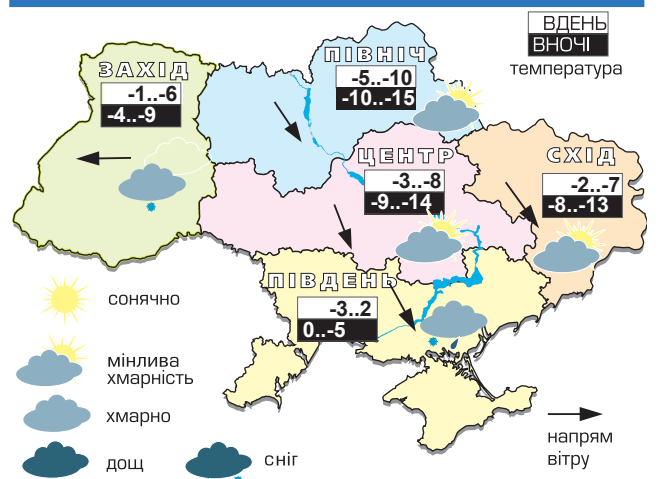 ВДЕНЬ
ВНОЧІ
температура
ПІВНІЧ
-5..-10
-10..-15
ЗАХІД
-1..-6
-4..-9
ЦЕНТР
-3..-8
-9..-14
СХІД
-2..-7
-8..-13
ПІВДЕНЬ
-3..2
0..-5
сонячно
мінлива
хмарність
хмарно
дощ
сніг
напрям
вітру